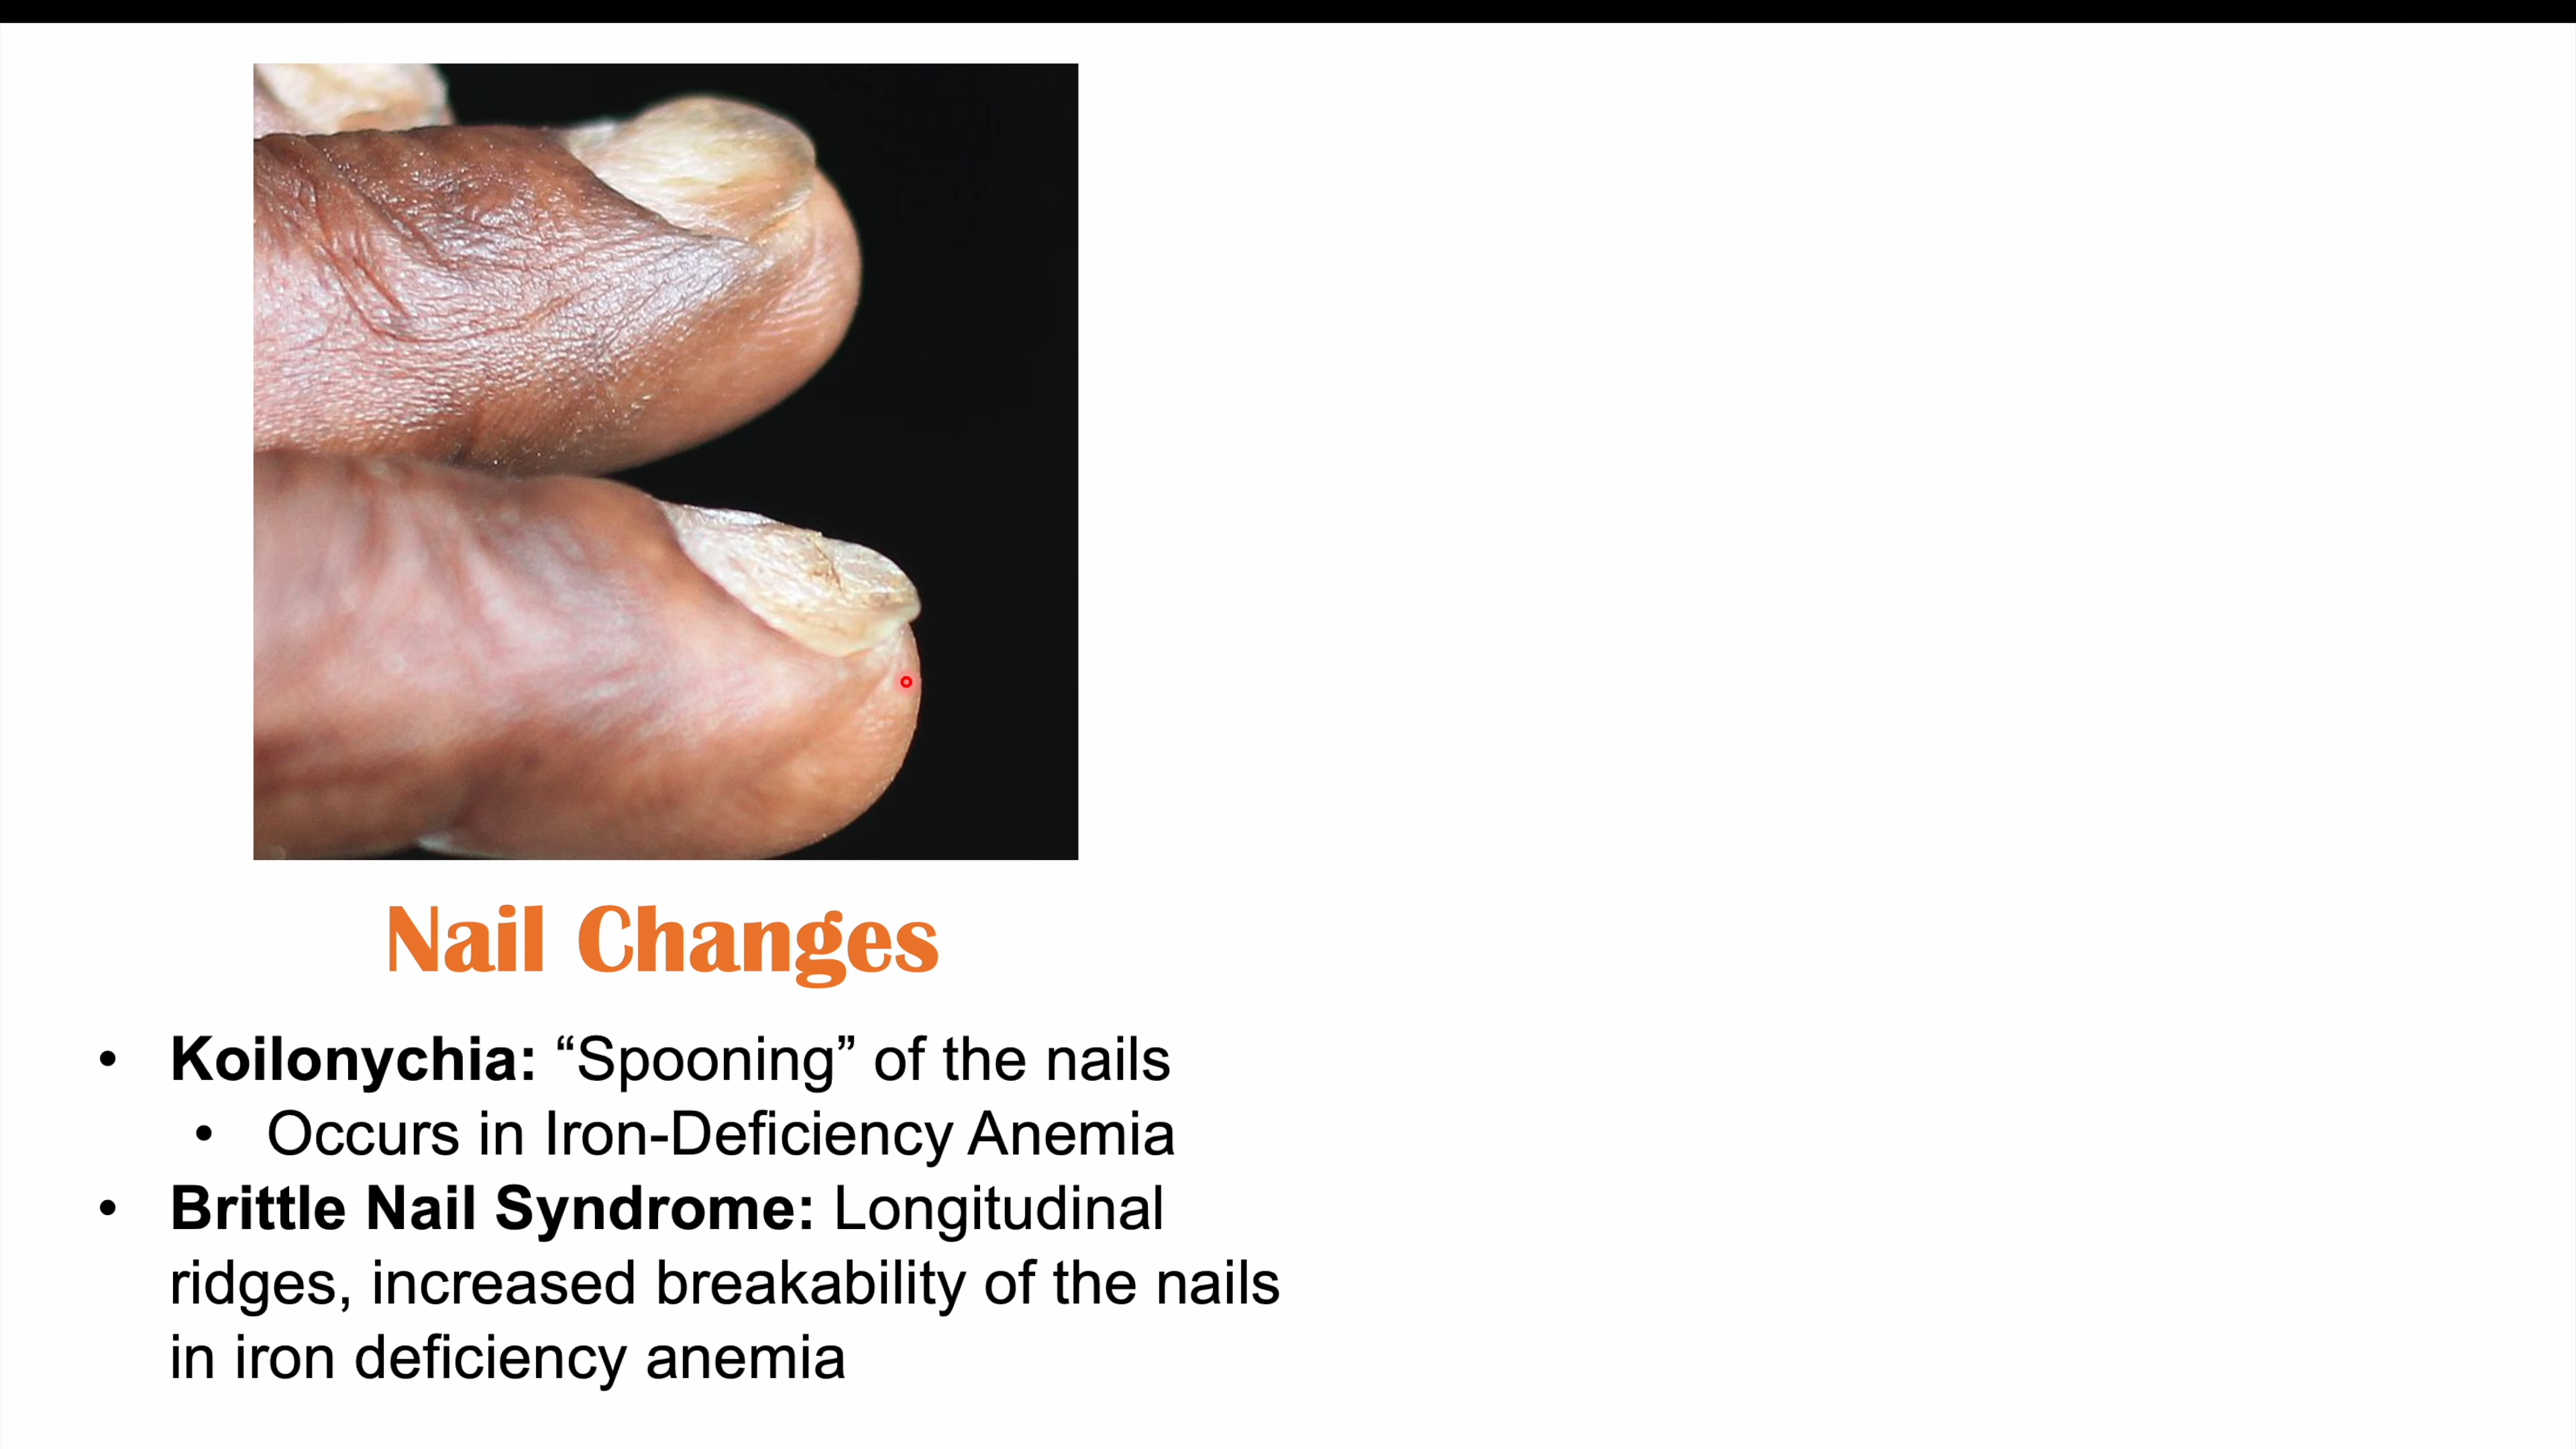 Nail Changes
• Koilonychia: “Spooning” of the nails
• Occurs in Iron-Deficiency Anemia
• Brittle Nail Syndrome: Longitudinal
ridges, increased breakability of the nails
in iron deficiency anemia